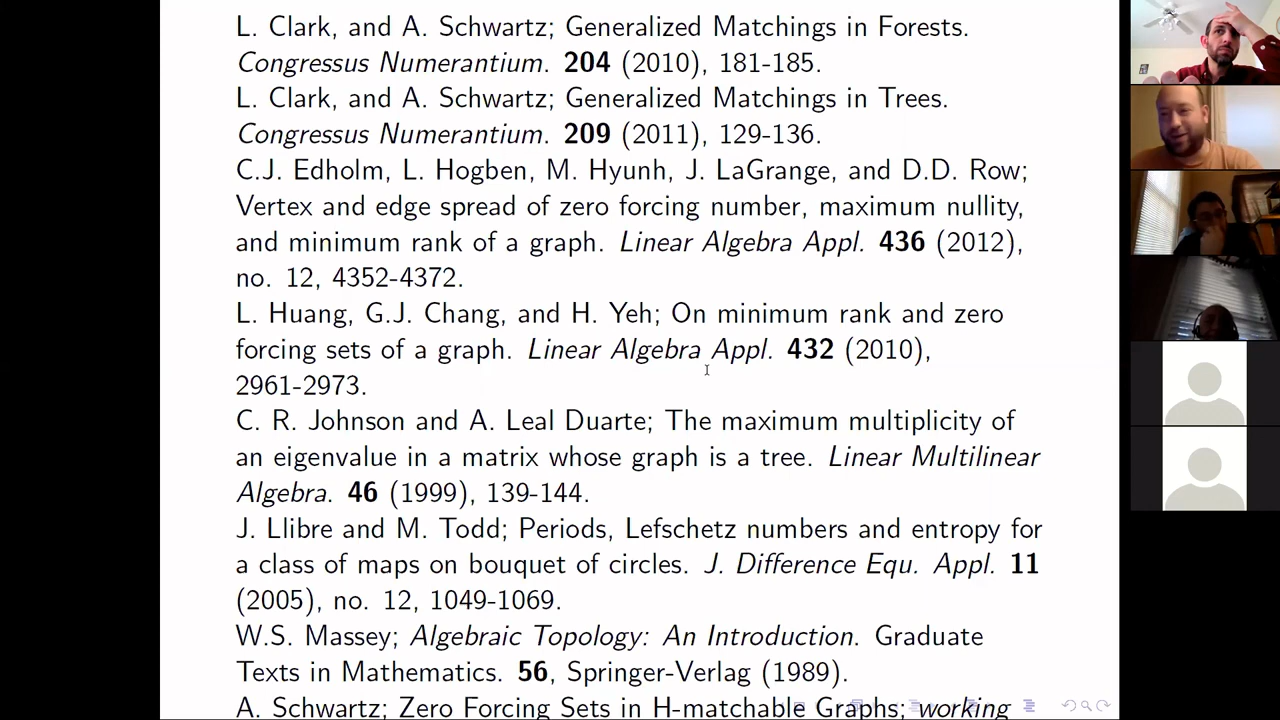 L. Clark, and A. Schwartz; Generalized Matchings in Forests.
Congressus Numerantium. 204 (2010), 181-185.
L. Clark, and A. Schwartz; Generalized Matchings in Trees.
Congressus Numerantium. 209 (2011), 129-136.
C.J. Edholm, L. Hogben, M. Hyunh, J. LaGrange, and D.D. Row;
Vertex and edge spread of zero forcing number, maximum nullity,
and minimum rank of a graph. Linear Algebra Appl. 436 (2012),
no. 12, 4352-4372.
L. Huang, G.J. Chang, and H. Yeh; On minimum rank and zero
forcing sets of a graph. Linear Algebra Appl. 432 (2010),
2961-2973.
C. R. Johnson and A. Leal Duarte; The maximum multiplicity of
an eigenvalue in a matrix whose graph is a tree. Linear Multilinear
Algebra. 46 (1999), 139-144.
J. Llibre and M. Todd; Periods, Lefschetz numbers and entropy for
a class of maps on bouquet of circles. J. Difference Equ. Appl. 11
(2005), no. 12, 1049-1069.
W.S. Massey; Algebraic Topology: An Introduction. Graduate
Texts in Mathematics. 56, Springer-Verlag (1989).
A. Schwartz; Zero Forcing Sets in H-matchable Graphs; working